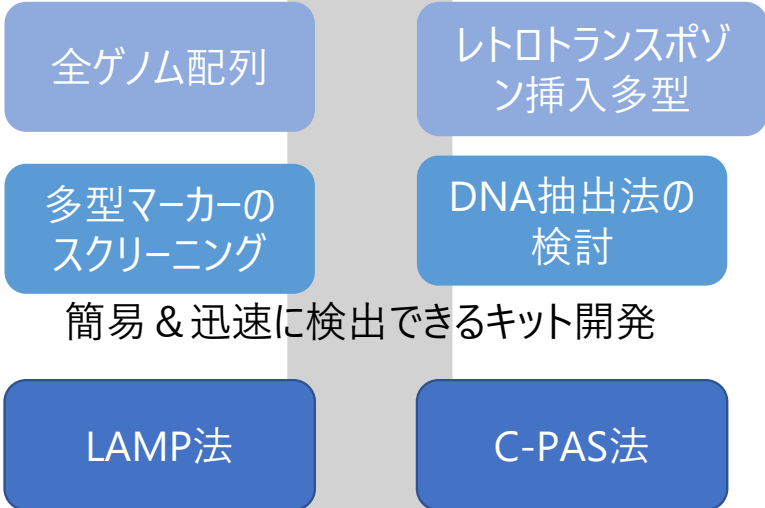 全ゲノム配列
レトロトランスポゾ
ン挿入多型
多型マーカーの
スクリーニング
DNA抽出法の
検討
簡易＆迅速に検出できるキット開発
LAMP法
C-PAS法